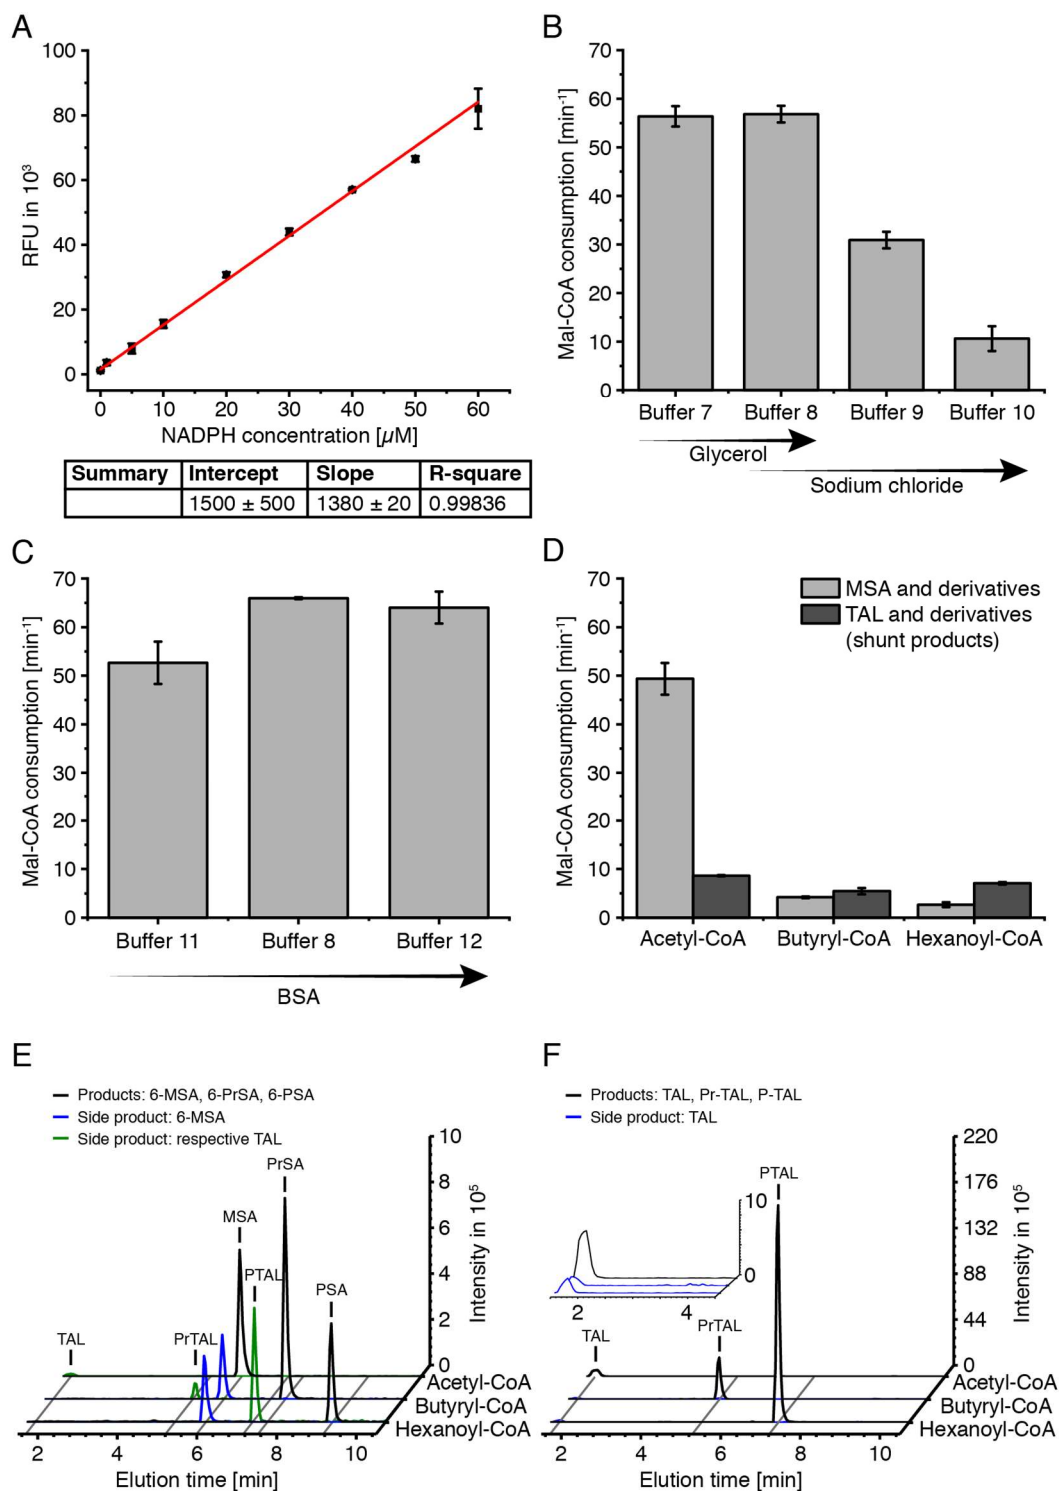 A
100
80
60
40
20
0
RFU in 10³
0 10 20 30 40 50 60
NADPH concentration [µM]
Summary Intercept Slope R-square
1500 ± 500 1380 ± 20 0.99836
B
70
60
50
40
30
20
10
0
Mal-CoA consumption [min⁻¹]
Buffer 7 Buffer 8 Buffer 9 Buffer 10
Glycerol
Sodium chloride
C
70
60
50
40
30
20
10
0
Mal-CoA consumption [min⁻¹]
Buffer 11 Buffer 8 Buffer 12
BSA
D
70
60
50
40
30
20
10
0
Mal-CoA consumption [min⁻¹]
MSA and derivatives
TAL and derivatives
(shunt products)
Acetyl-CoA Butyryl-CoA Hexanoyl-CoA
E
Products: 6-MSA, 6-PrSA, 6-PSA
Side product: 6-MSA
Side product: respective TAL
10
8
6
4
2
0
Intensity in 10⁵
PrSA
MSA
PTAL
PSA
TAL
PrTAL
Acetyl-CoA
Butyryl-CoA
Hexanoyl-CoA
2 4 6 8 10
Elution time [min]
F
Products: TAL, Pr-TAL, P-TAL
Side product: TAL
220
176
132
88
44
0
Intensity in 10⁵
PTAL
10
0
2 4
TAL
PrTAL
Acetyl-CoA
Butyryl-CoA
Hexanoyl-CoA
2 4 6 8 10
Elution time [min]